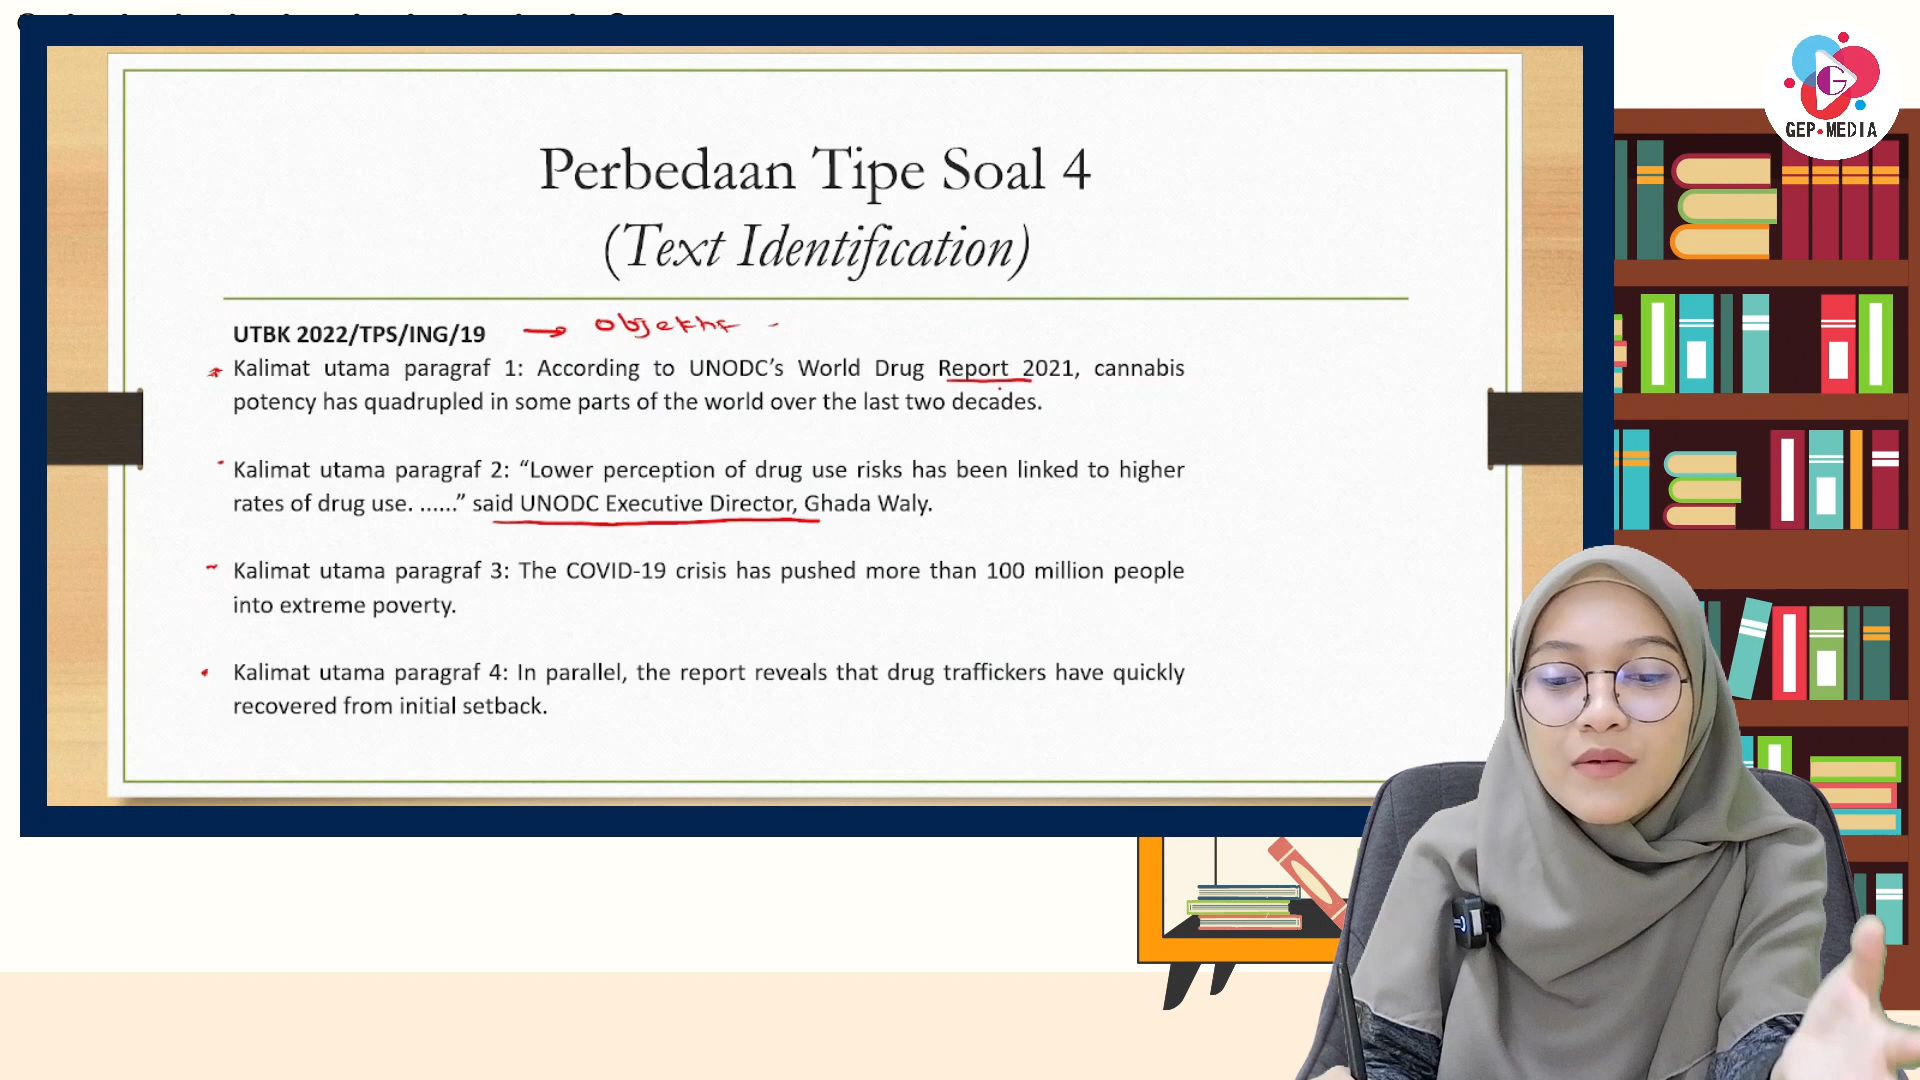 GEP•MEDIA
Perbedaan Tipe Soal 4
(Text Identification)
UTBK 2022/TPS/ING/19 → Objektif -
Kalimat utama paragraf 1: According to UNODC’s World Drug Report 2021, cannabis
potency has quadrupled in some parts of the world over the last two decades.
Kalimat utama paragraf 2: “Lower perception of drug use risks has been linked to higher
rates of drug use. ......” said UNODC Executive Director, Ghada Waly.
Kalimat utama paragraf 3: The COVID-19 crisis has pushed more than 100 million people
into extreme poverty.
Kalimat utama paragraf 4: In parallel, the report reveals that drug traffickers have quickly
recovered from initial setback.